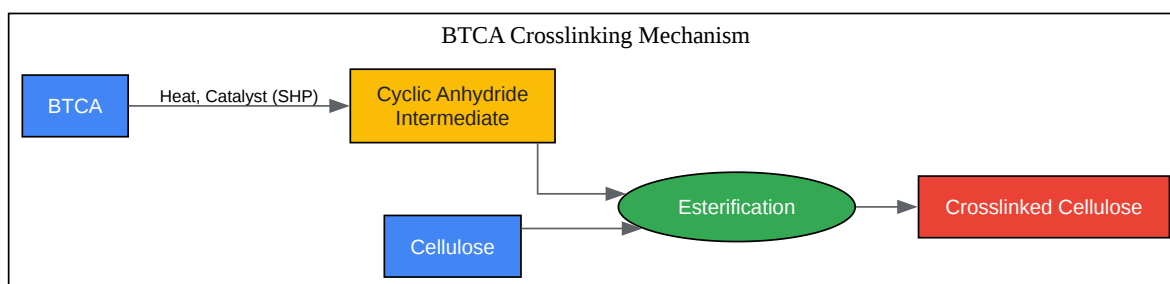 BTCA Crosslinking Mechanism
BTCA
Heat, Catalyst (SHP)
Cyclic Anhydride
Intermediate
Cellulose
Esterification
Crosslinked Cellulose